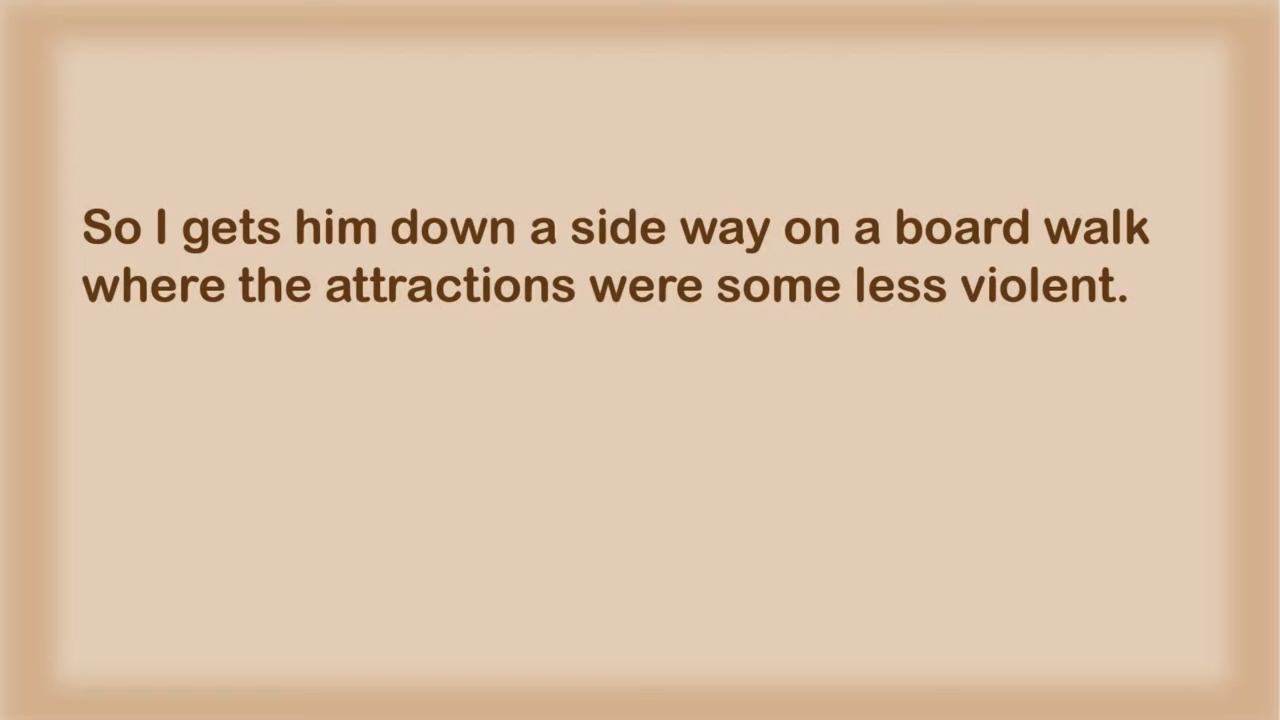 So I gets him down a side way on a board walk
where the attractions were some less violent.